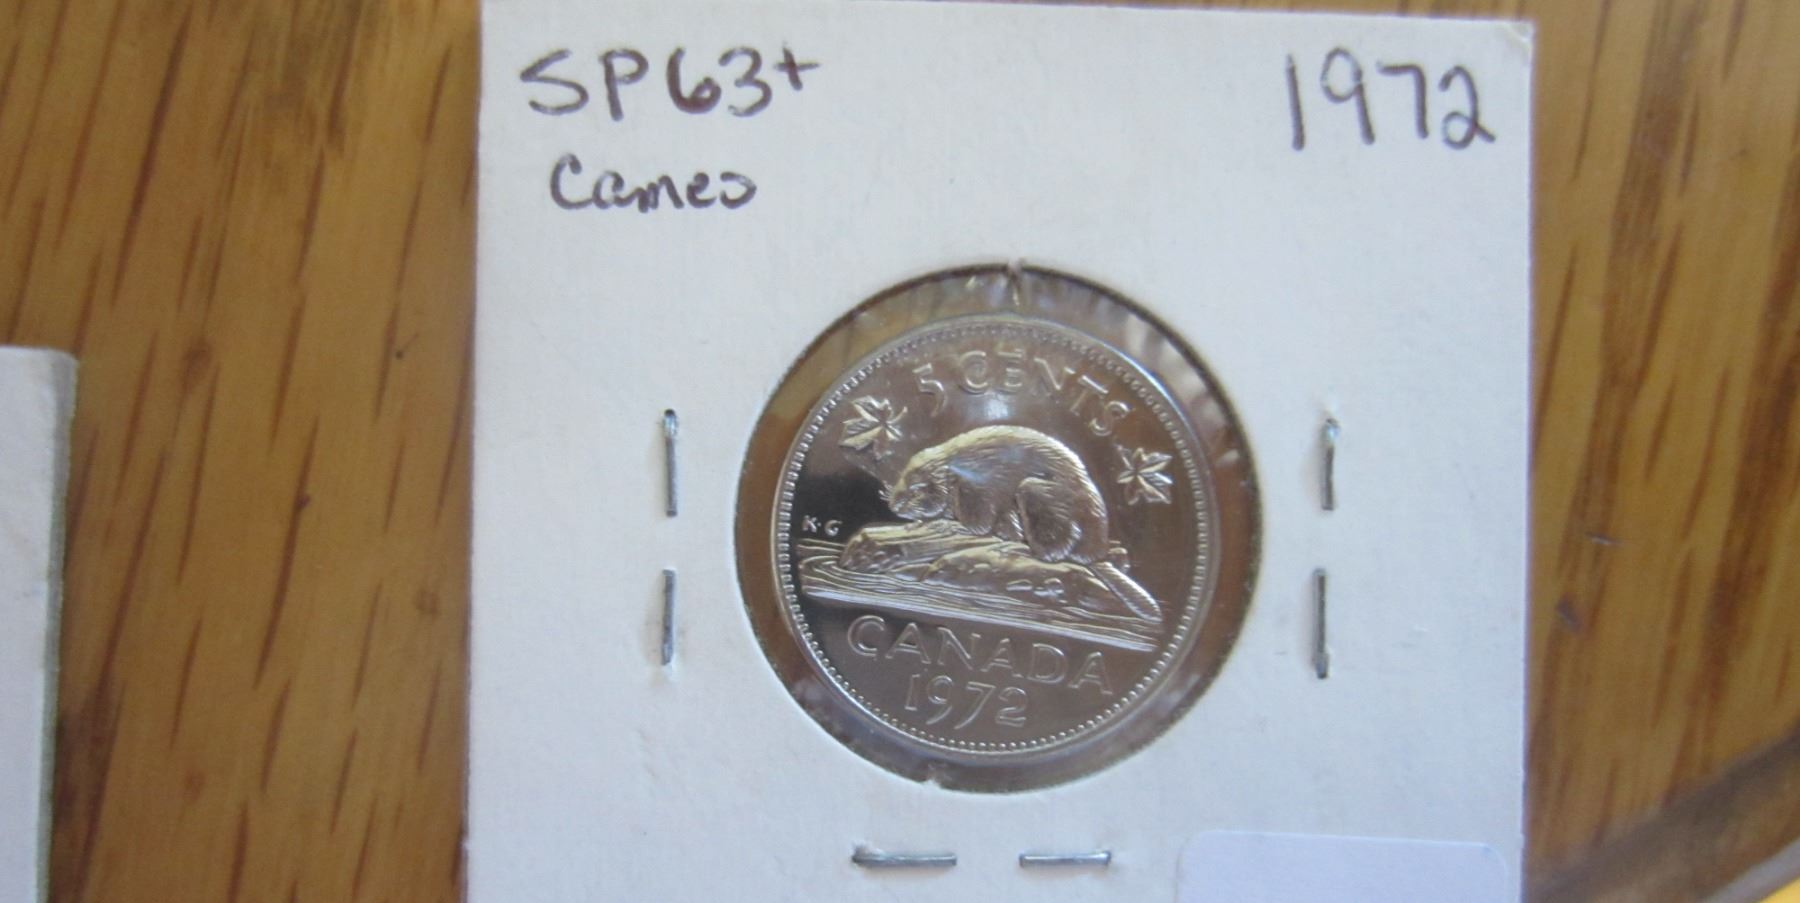 SP63+ 1972
Cameo
5 CENTS
K·G
CANADA
1972